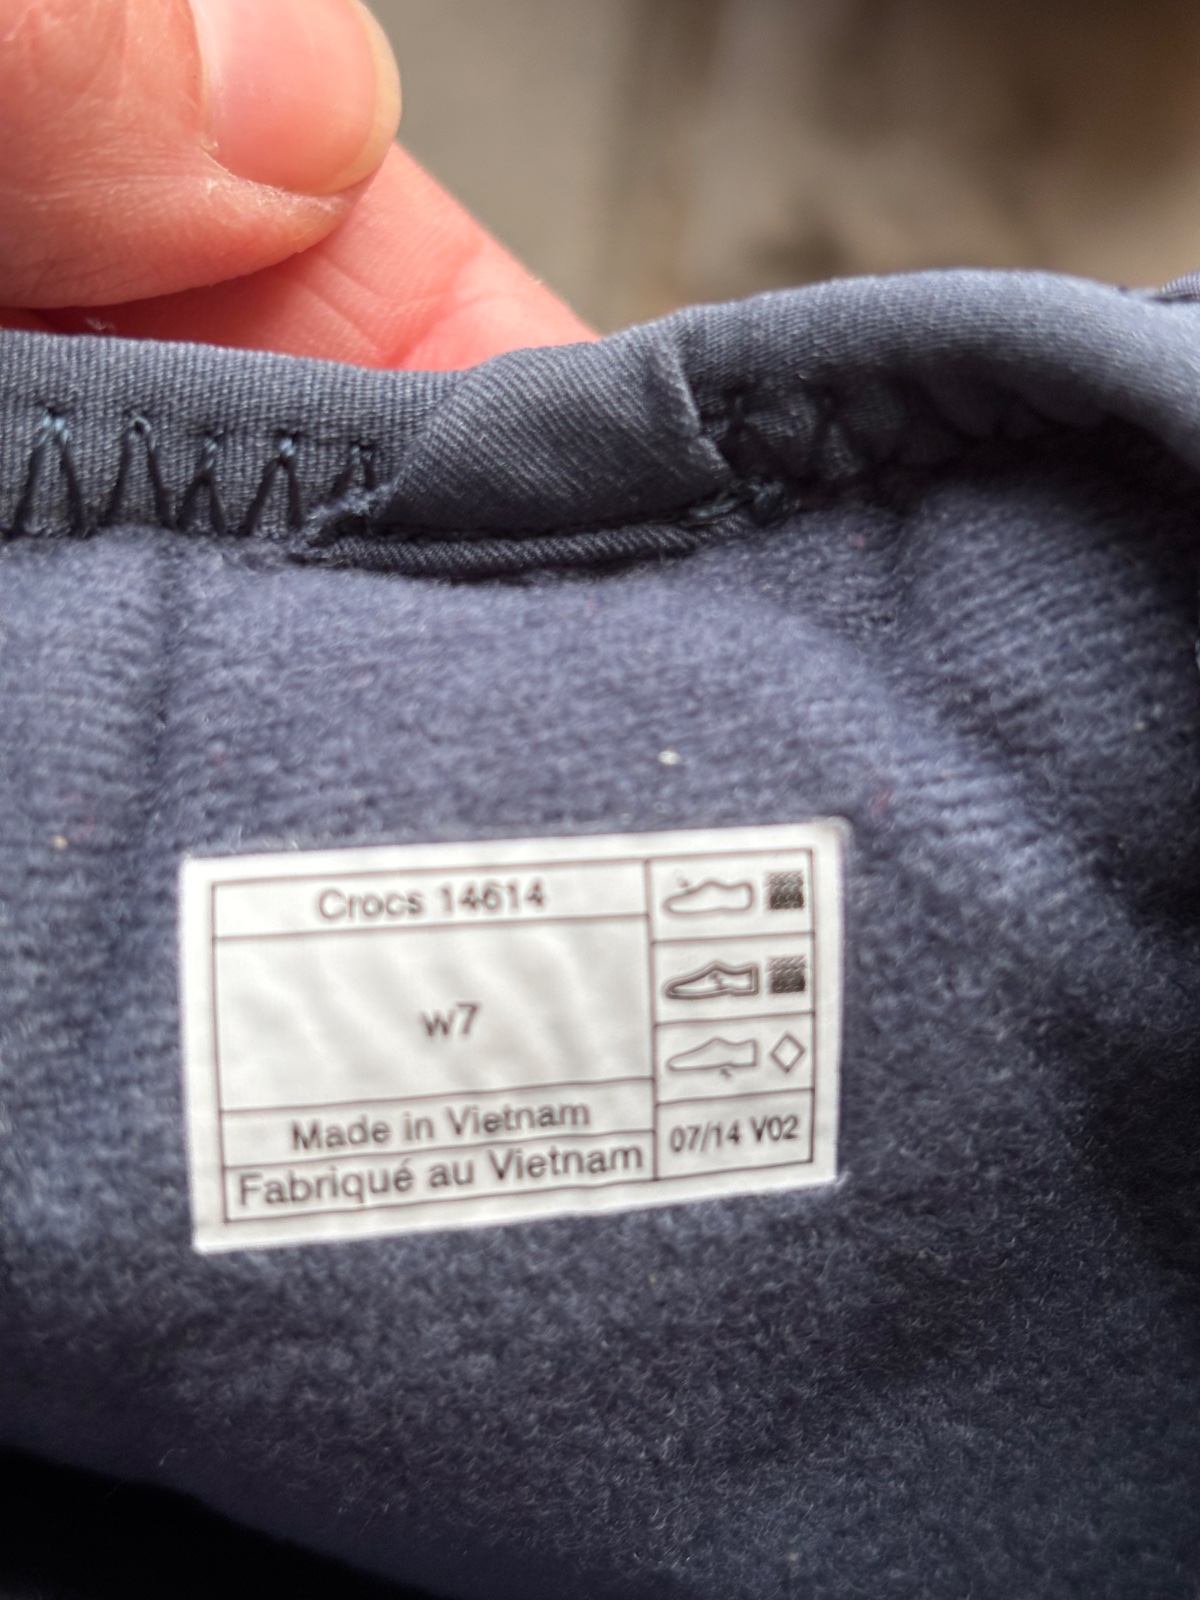 Crocs 14614
w7
Made in Vietnam
Fabriqué au Vietnam
07/14 V02